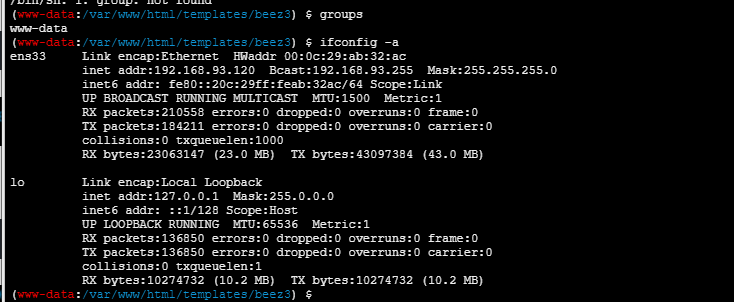 /bin/sh: 1: group: not found
(www-data:/var/www/html/templates/beez3) $ groups
www-data
(www-data:/var/www/html/templates/beez3) $ ifconfig -a
ens33     Link encap:Ethernet  HWaddr 00:0c:29:ab:32:ac
          inet addr:192.168.93.120  Bcast:192.168.93.255  Mask:255.255.255.0
          inet6 addr: fe80::20c:29ff:feab:32ac/64 Scope:Link
          UP BROADCAST RUNNING MULTICAST  MTU:1500  Metric:1
          RX packets:210558 errors:0 dropped:0 overruns:0 frame:0
          TX packets:184211 errors:0 dropped:0 overruns:0 carrier:0
          collisions:0 txqueuelen:1000
          RX bytes:23063147 (23.0 MB)  TX bytes:43097384 (43.0 MB)
lo        Link encap:Local Loopback
          inet addr:127.0.0.1  Mask:255.0.0.0
          inet6 addr: ::1/128 Scope:Host
          UP LOOPBACK RUNNING  MTU:65536  Metric:1
          RX packets:136850 errors:0 dropped:0 overruns:0 frame:0
          TX packets:136850 errors:0 dropped:0 overruns:0 carrier:0
          collisions:0 txqueuelen:1
          RX bytes:10274732 (10.2 MB)  TX bytes:10274732 (10.2 MB)
(www-data:/var/www/html/templates/beez3) $